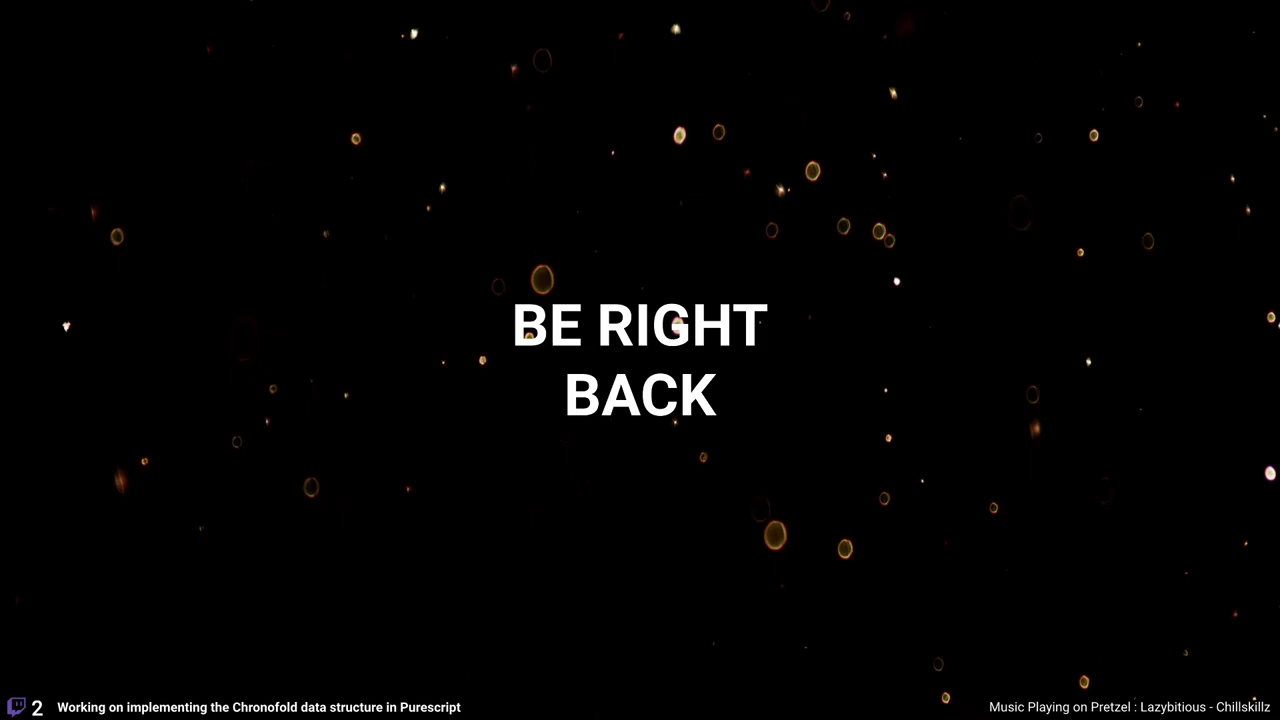 BE RIGHT
BACK
2 Working on implementing the Chronofold data structure in Purescript
Music Playing on Pretzel : Lazybitious - Chillskillz